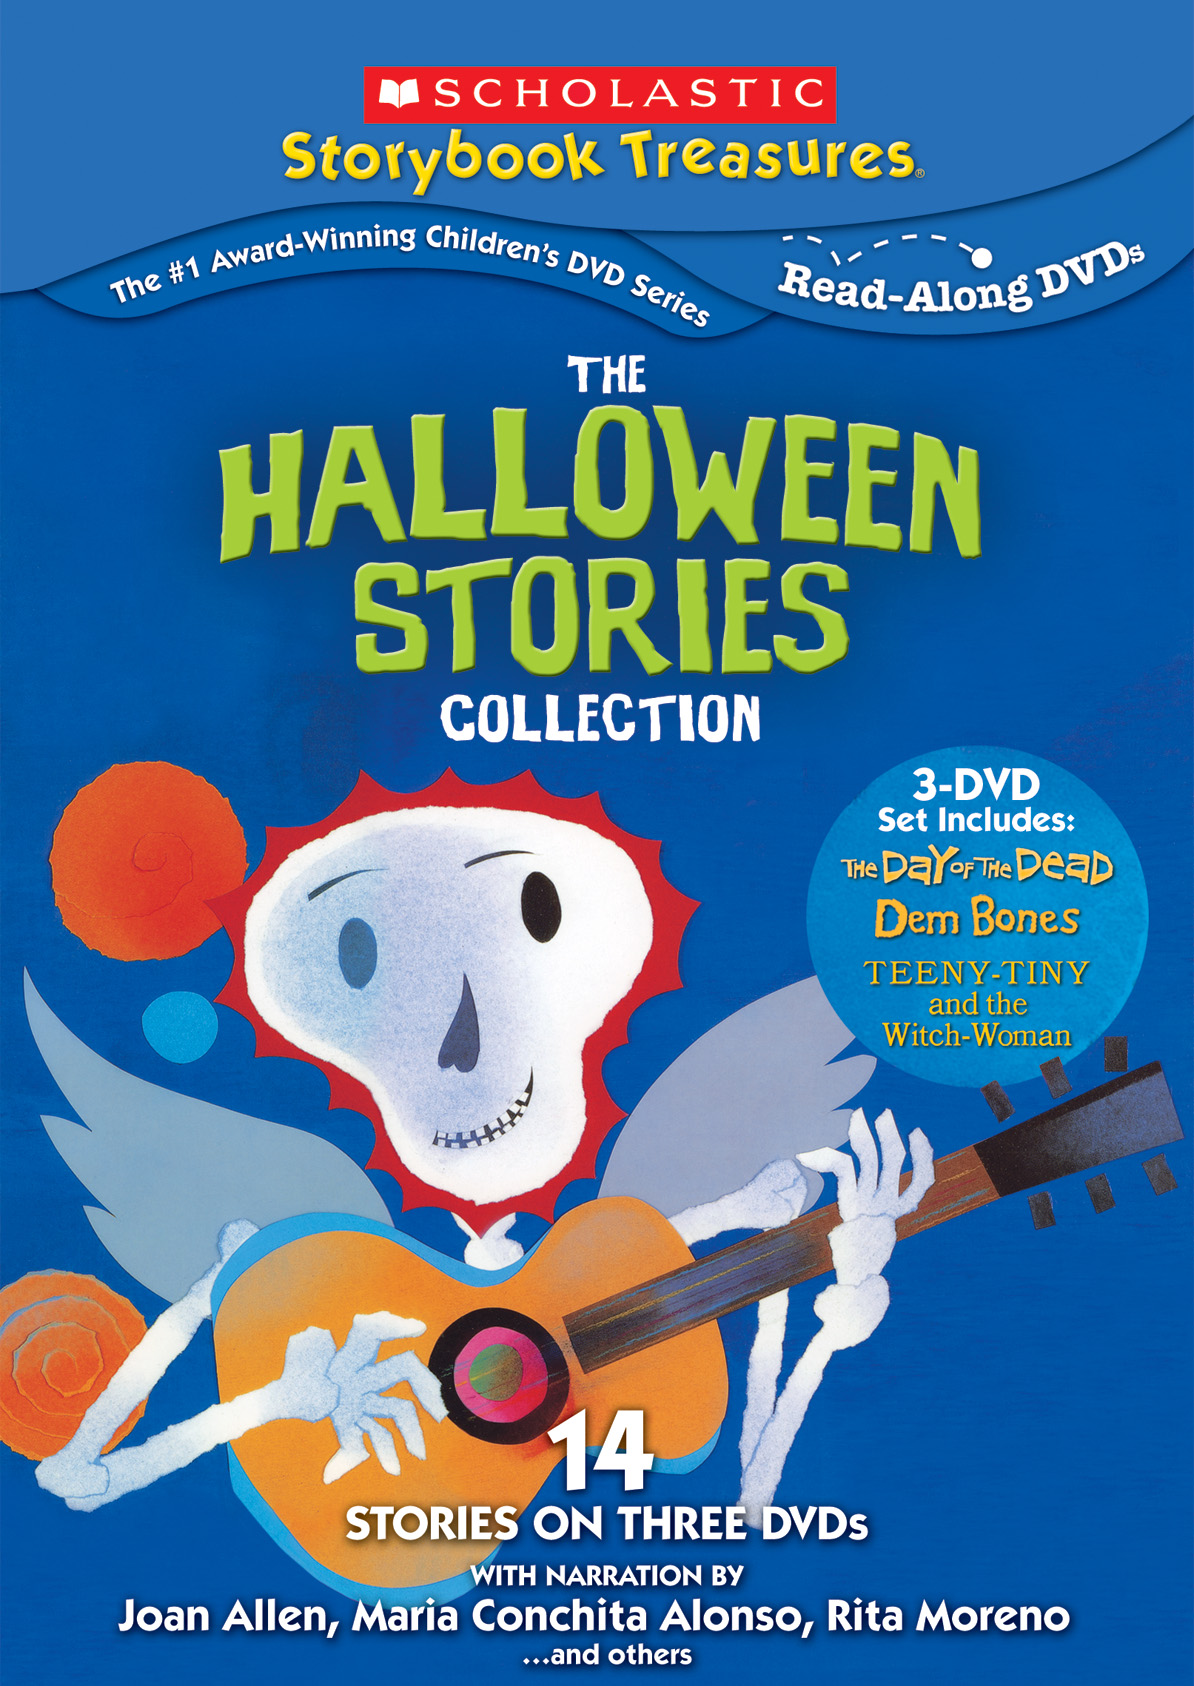 SCHOLASTIC
Storybook Treasures®
The #1 Award-Winning Children's DVD Series
Read-Along DVDs
THE
HALLOWEEN
STORIES
COLLECTION
3-DVD
Set Includes:
THE DAY OF THE DEAD
Dem Bones
TEENY-TINY
and the
Witch-Woman
14
STORIES ON THREE DVDs
WITH NARRATION BY
Joan Allen, Maria Conchita Alonso, Rita Moreno
...and others